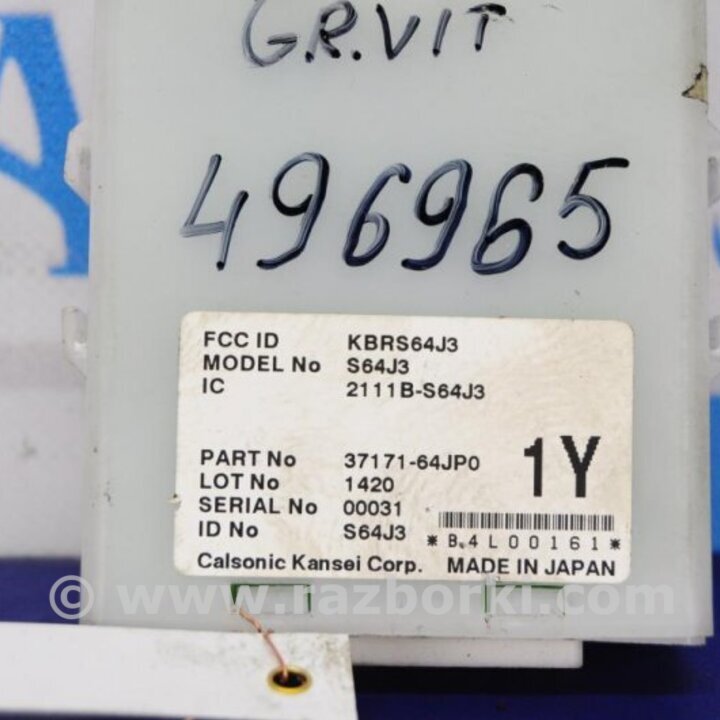 GR.VIT
496965
FCC ID KBRS64J3
MODEL No S64J3
IC 2111B-S64J3
PART No 37171-64JP0
LOT No 1420
SERIAL No 00031
ID No S64J3
1Y
*B.4L00161*
Calsonic Kansei Corp. MADE IN JAPAN
© www.razborki.com